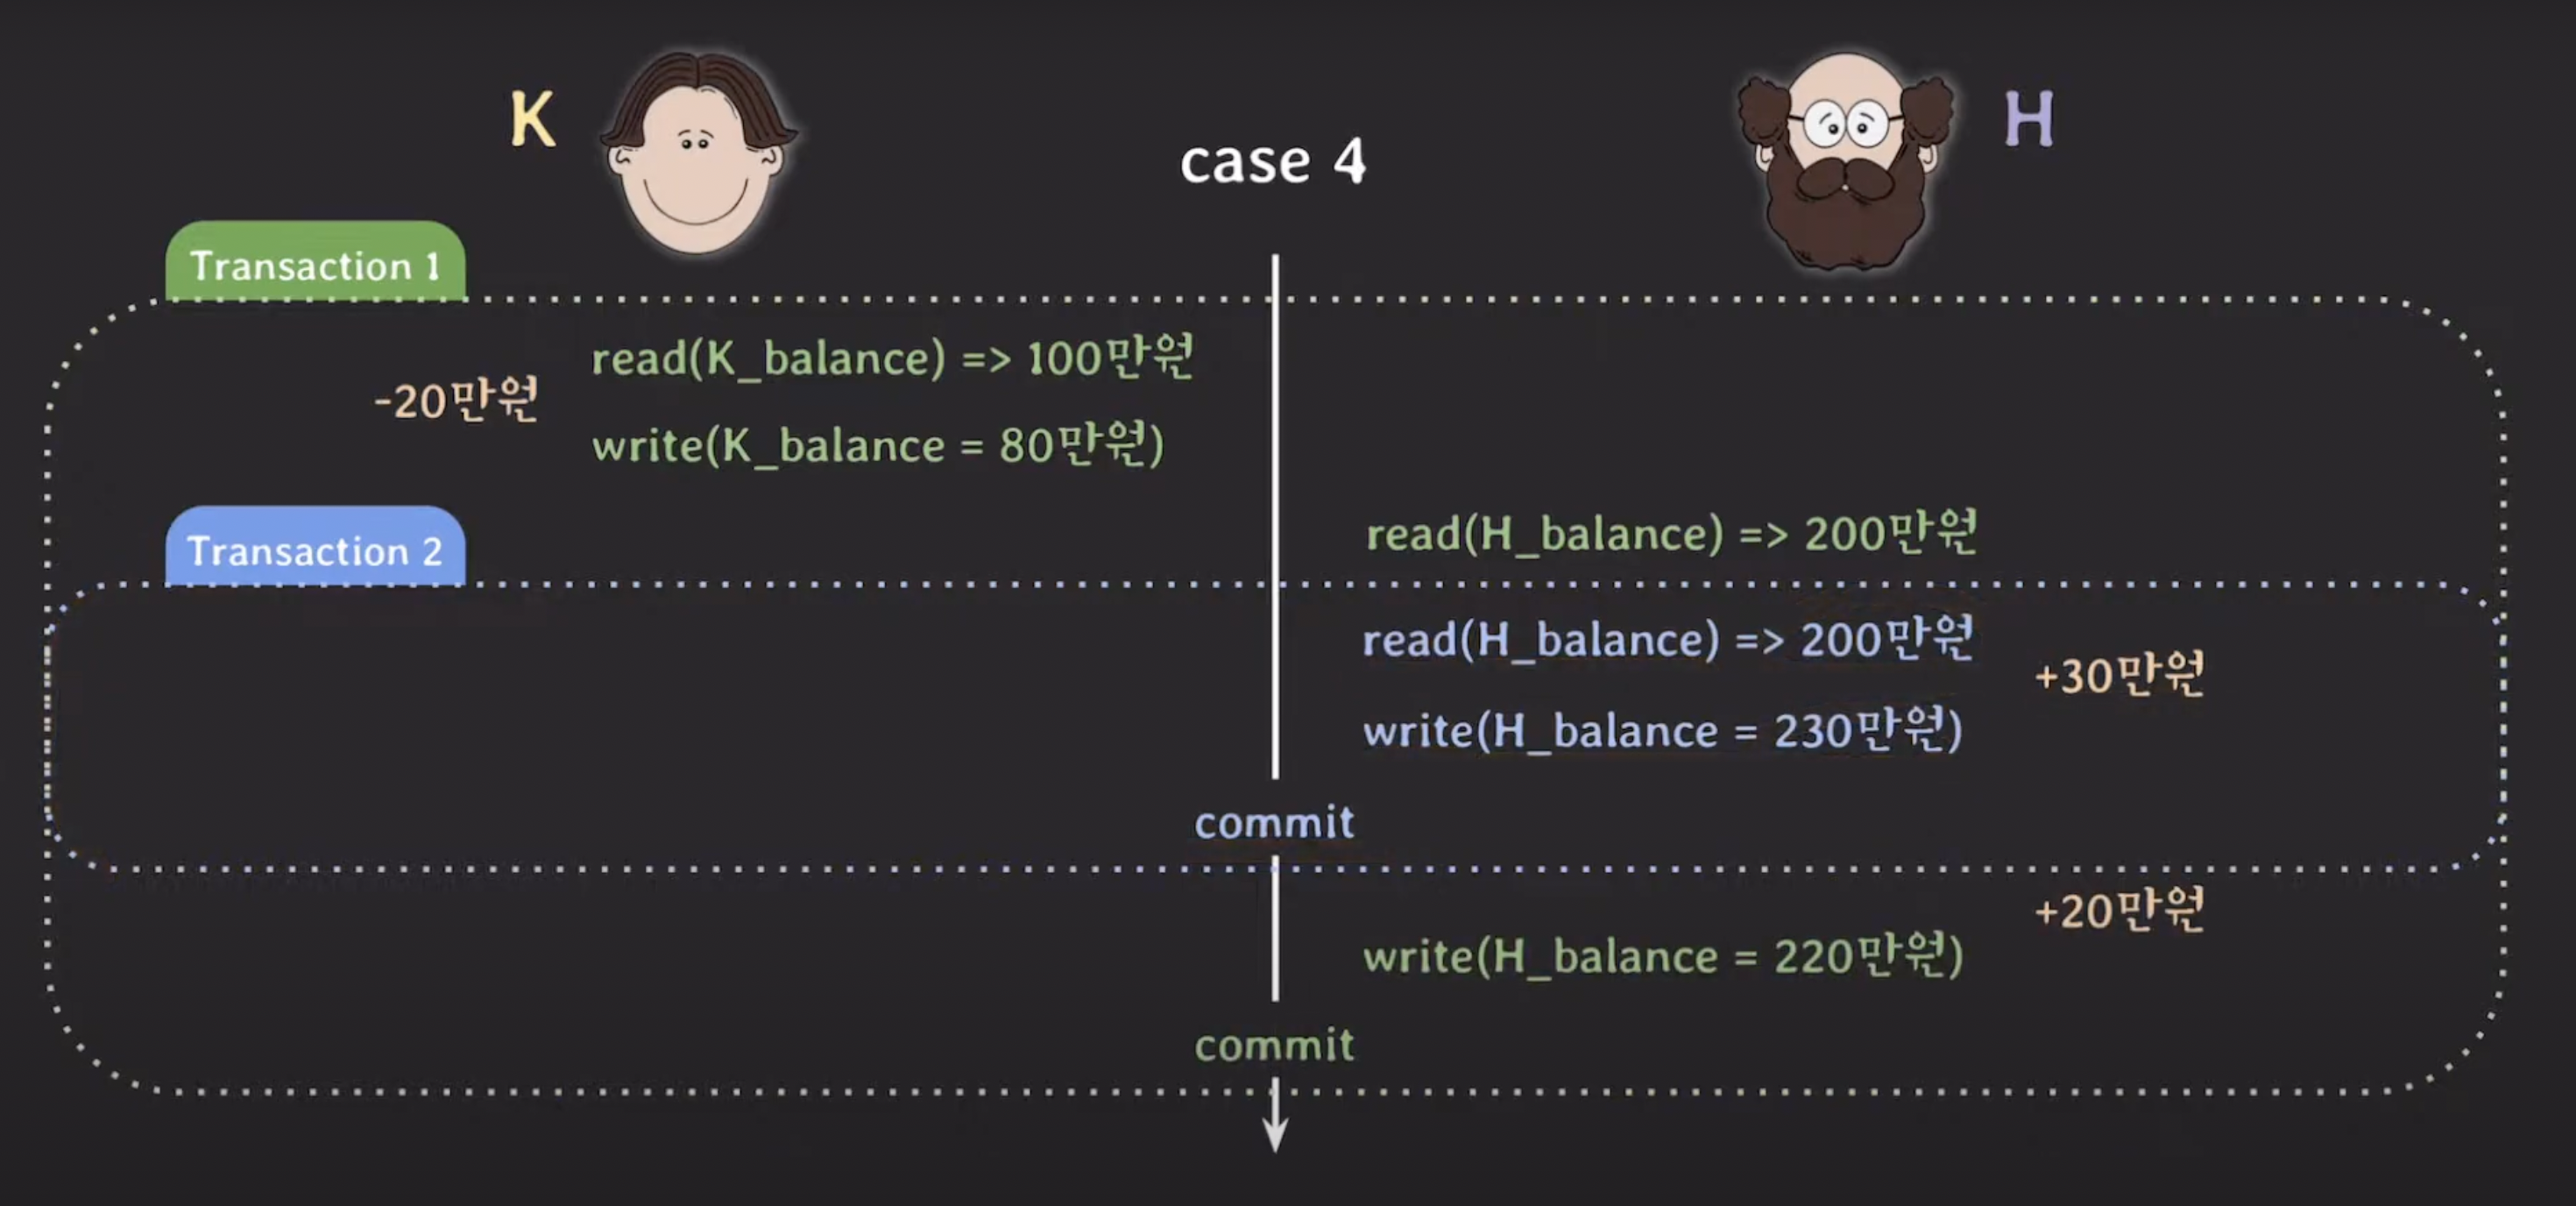 K
H
case 4
Transaction 1
read(K_balance) => 100만원
-20만원
write(K_balance = 80만원)
read(H_balance) => 200만원
Transaction 2
read(H_balance) => 200만원
+30만원
write(H_balance = 230만원)
commit
+20만원
write(H_balance = 220만원)
commit